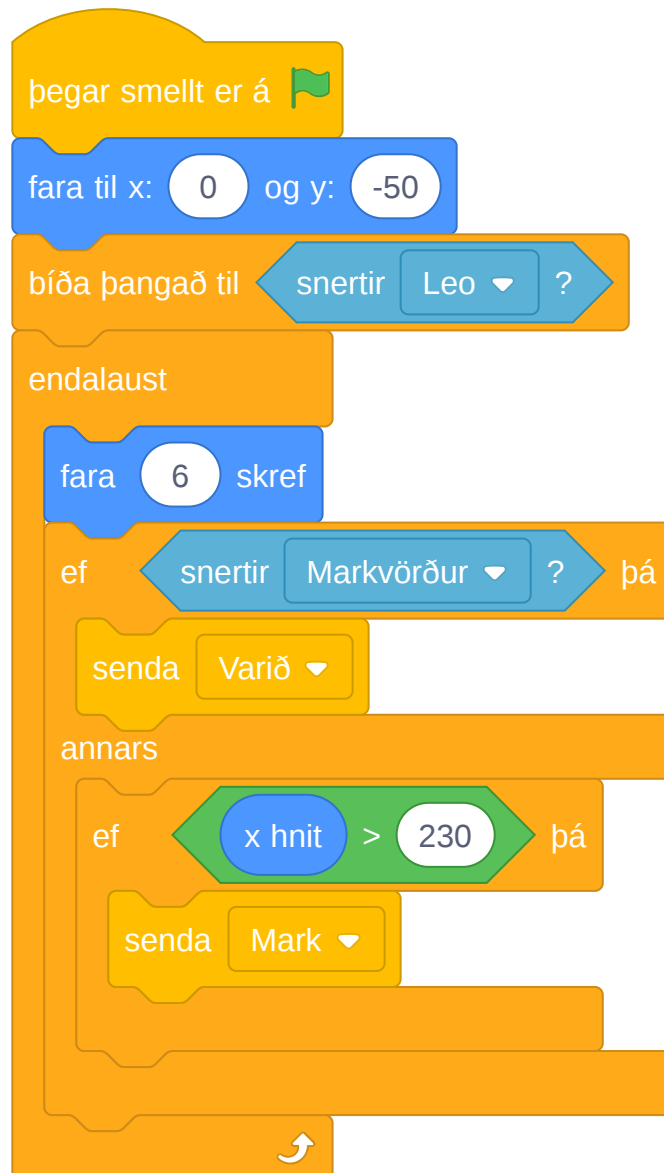 þegar smellt er á
fara til x: 0 og y: -50
bíða þangað til snertir Leo ?
endalaust
fara 6 skref
ef snertir Markvörður ? þá
senda Varið
annars
ef x hnit > 230 þá
senda Mark